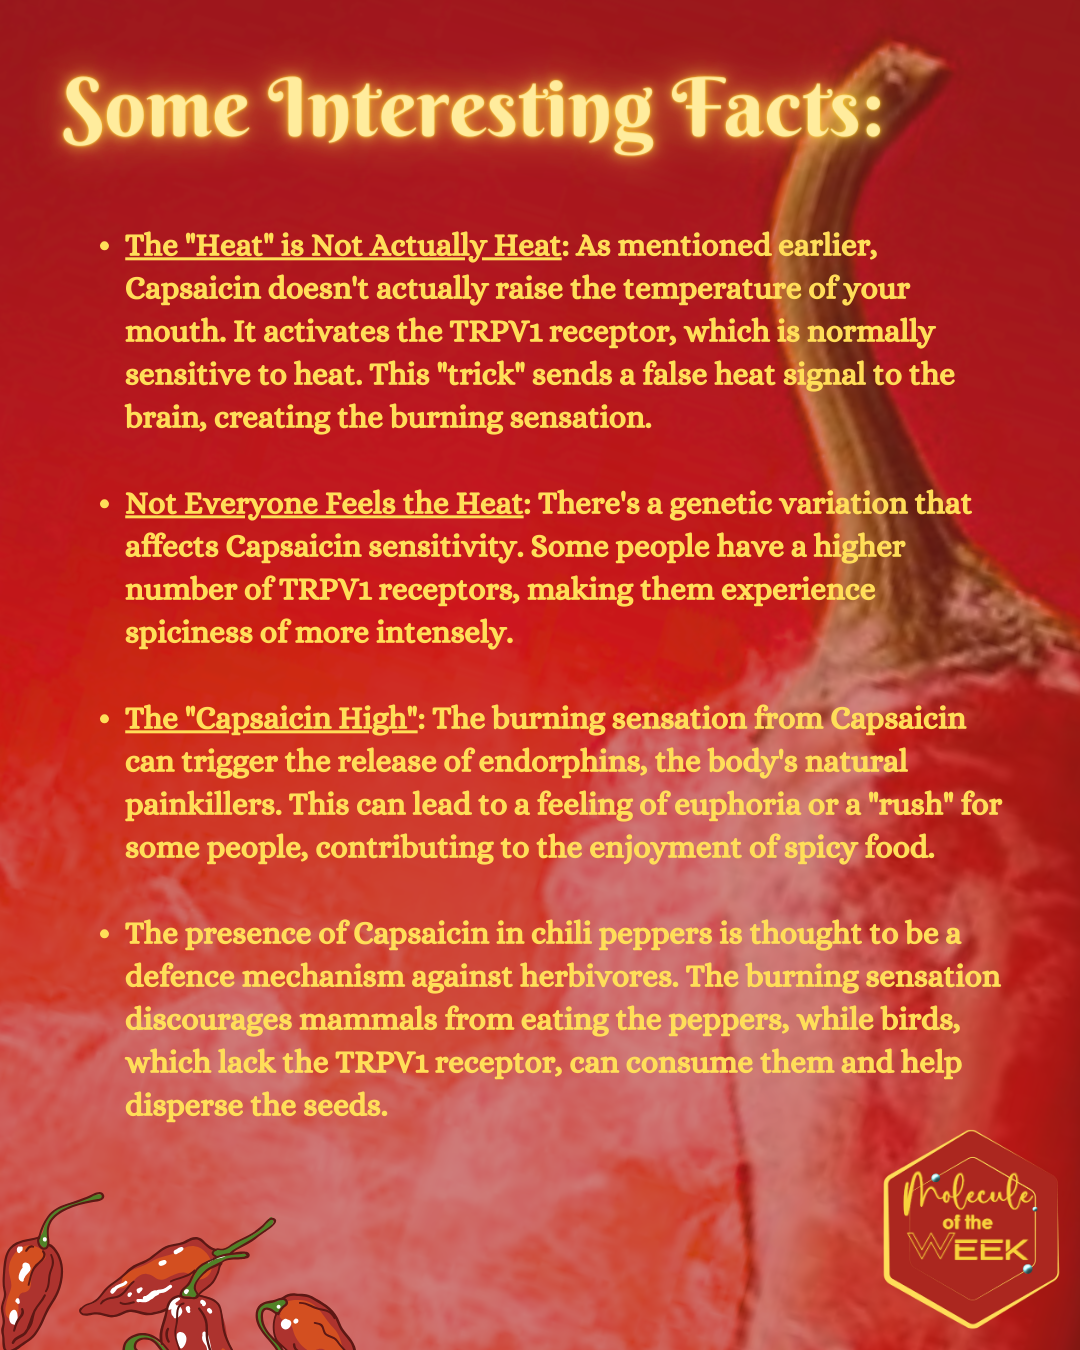 Some Interesting Facts:
• The "Heat" is Not Actually Heat: As mentioned earlier,
Capsaicin doesn't actually raise the temperature of your
mouth. It activates the TRPV1 receptor, which is normally
sensitive to heat. This "trick" sends a false heat signal to the
brain, creating the burning sensation.
• Not Everyone Feels the Heat: There's a genetic variation that
affects Capsaicin sensitivity. Some people have a higher
number of TRPV1 receptors, making them experience
spiciness of more intensely.
• The "Capsaicin High": The burning sensation from Capsaicin
can trigger the release of endorphins, the body's natural
painkillers. This can lead to a feeling of euphoria or a "rush" for
some people, contributing to the enjoyment of spicy food.
• The presence of Capsaicin in chili peppers is thought to be a
defence mechanism against herbivores. The burning sensation
discourages mammals from eating the peppers, while birds,
which lack the TRPV1 receptor, can consume them and help
disperse the seeds.
Molecule
of the
WEEK